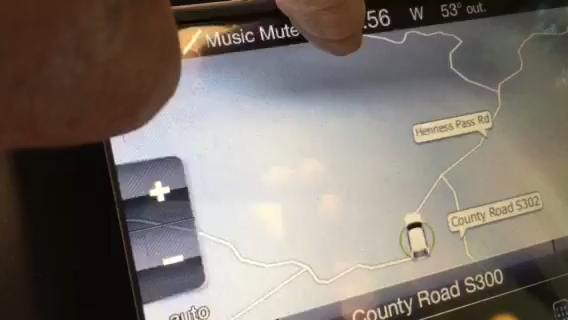 Music Mute
:56 W 53° out.
Henness Pass Rd
County Road S302
County Road S300
auto